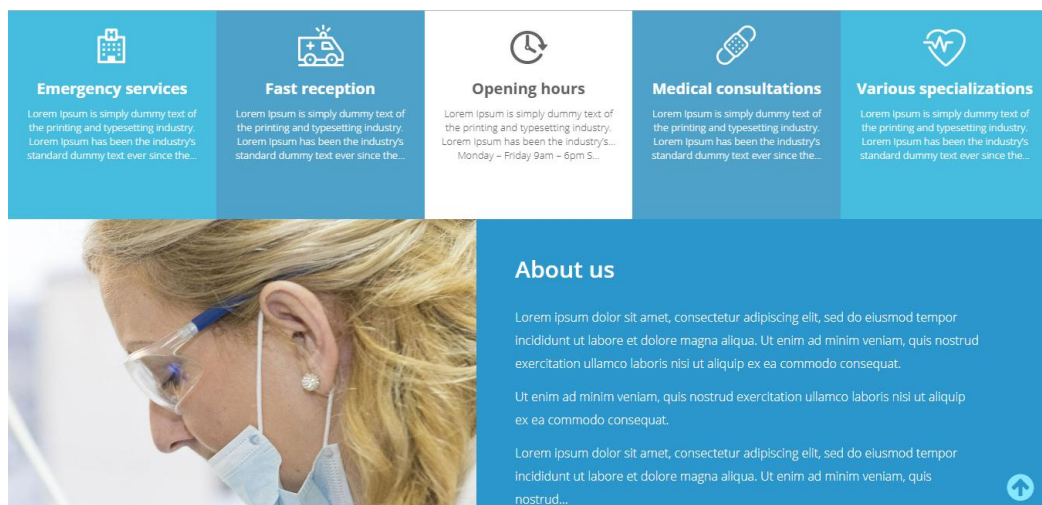 H
Emergency services
Lorem Ipsum is simply dummy text of
the printing and typesetting industry.
Lorem Ipsum has been the industry's
standard dummy text ever since the...
Fast reception
Lorem Ipsum is simply dummy text of
the printing and typesetting industry.
Lorem Ipsum has been the industry's
standard dummy text ever since the...
Opening hours
Lorem Ipsum is simply dummy text of
the printing and typesetting industry.
Lorem Ipsum has been the industry's...
Monday – Friday 9am – 6pm S...
Medical consultations
Lorem Ipsum is simply dummy text of
the printing and typesetting industry.
Lorem Ipsum has been the industry's
standard dummy text ever since the...
Various specializations
Lorem Ipsum is simply dummy text of
the printing and typesetting industry.
Lorem Ipsum has been the industry's
standard dummy text ever since the...
About us
Lorem ipsum dolor sit amet, consectetur adipiscing elit, sed do eiusmod tempor
incididunt ut labore et dolore magna aliqua. Ut enim ad minim veniam, quis nostrud
exercitation ullamco laboris nisi ut aliquip ex ea commodo consequat.
Ut enim ad minim veniam, quis nostrud exercitation ullamco laboris nisi ut aliquip
ex ea commodo consequat.
Lorem ipsum dolor sit amet, consectetur adipiscing elit, sed do eiusmod tempor
incididunt ut labore et dolore magna aliqua. Ut enim ad minim veniam, quis
nostrud...